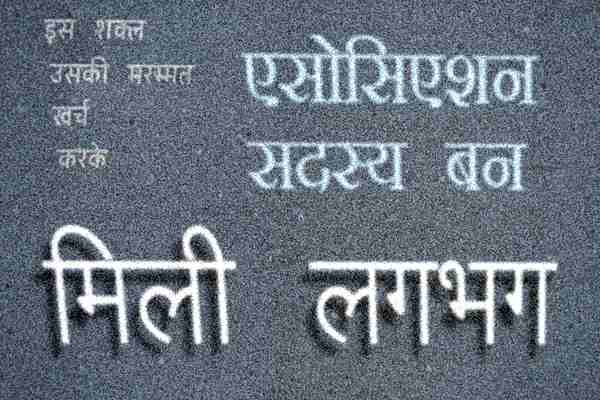 इस शक्ल
उसकी मरम्मत
खर्च
करके
एसोसिएशन
सदस्य बन
मिली लगभग